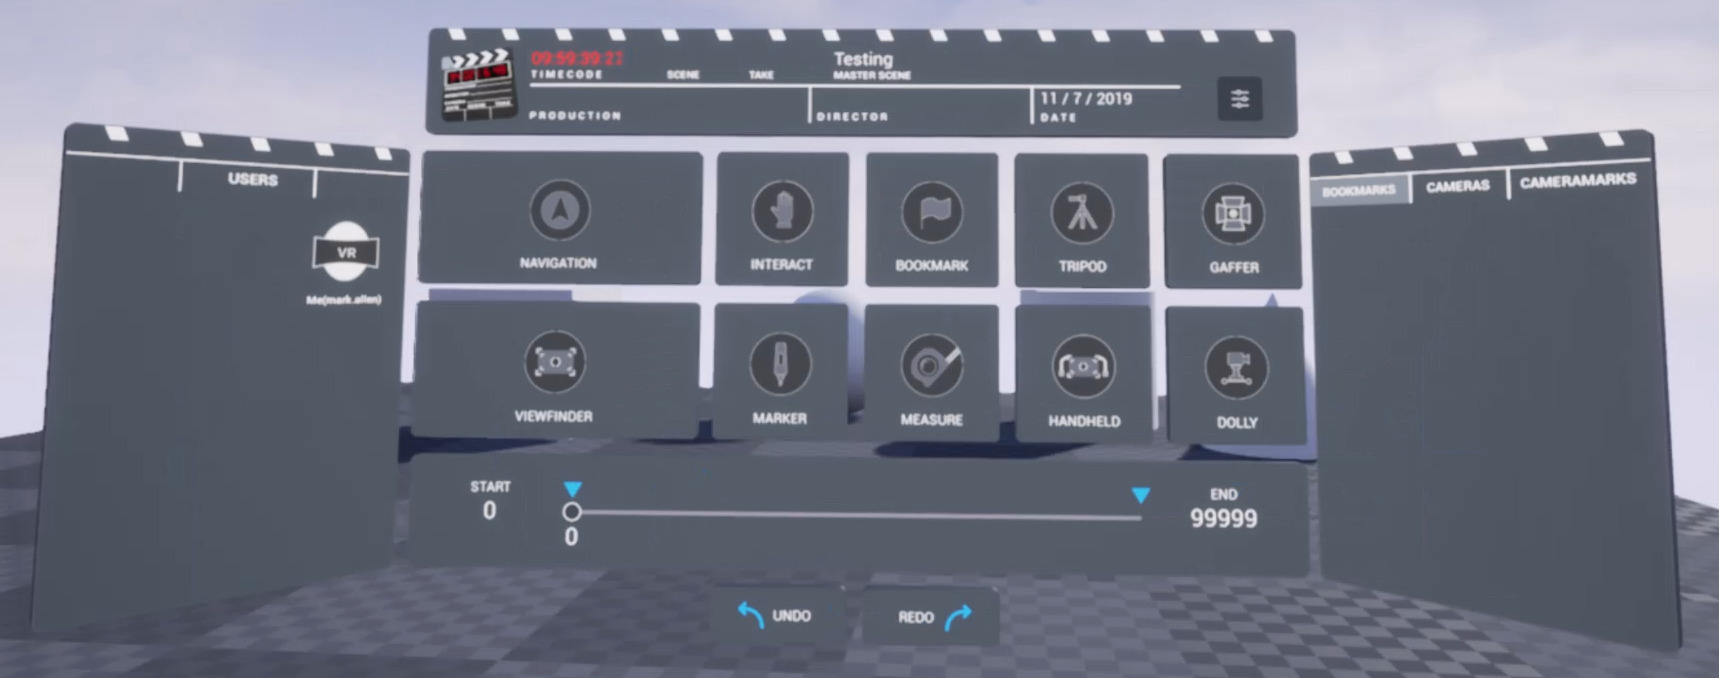 09:59:39:21
TIMECODE
SCENE
TAKE
Testing
MASTER SCENE
PRODUCTION
DIRECTOR
11 / 7 / 2019
DATE
USERS
VR
Me(mark.allen)
NAVIGATION
INTERACT
BOOKMARK
TRIPOD
GAFFER
VIEWFINDER
MARKER
MEASURE
HANDHELD
DOLLY
BOOKMARKS
CAMERAS
CAMERAMARKS
START
0
0
END
99999
UNDO
REDO